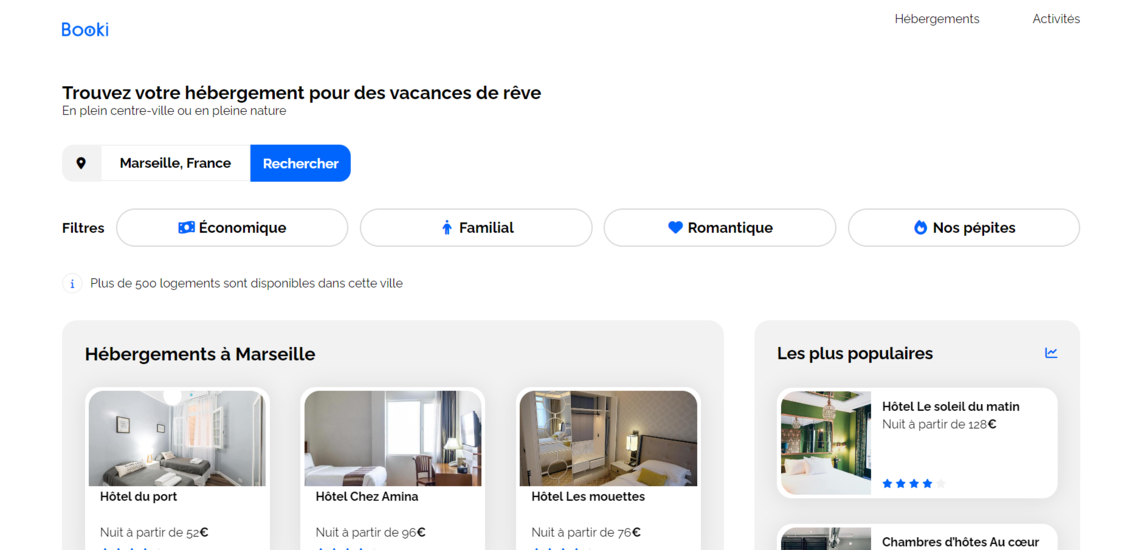 Booki
Hébergements
Activités
Trouvez votre hébergement pour des vacances de rêve
En plein centre-ville ou en pleine nature
Marseille, France
Rechercher
Filtres
Économique
Familial
Romantique
Nos pépites
Plus de 500 logements sont disponibles dans cette ville
Hébergements à Marseille
Hôtel du port
Nuit à partir de 52€
Hôtel Chez Amina
Nuit à partir de 96€
Hôtel Les mouettes
Nuit à partir de 76€
Les plus populaires
Hôtel Le soleil du matin
Nuit à partir de 128€
Chambres d’hôtes Au cœur